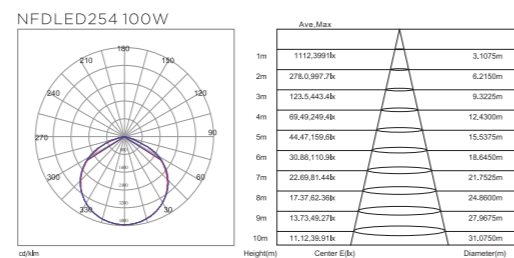 NFDLED254 100W
180
210
150
240
120
270
90
300
60
330
30
cd/klm
Ave,Max
1m 1112,3991lx 3,1075m
2m 278.0,997.7lx 6.2150m
3m 123.5,443.4lx 9.3225m
4m 69,49,249,4lx 12,4300m
5m 44,47,159.6lx 15,5375m
6m 30.88,110.9lx 18.6450m
7m 22.69,81.44lx 21.7525m
8m 17.37,62.36lx 24.8600m
9m 13.73,49.27lx 27.9675m
10m 11,12,39.91lx 31.0750m
Height(m) Center E(lx) Diameter(m)